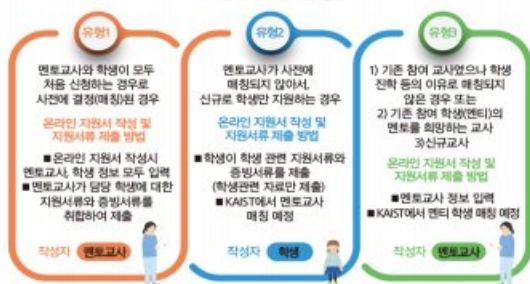 유형1
멘토교사와 학생이 모두
처음 신청하는 경우로
사전에 결정(매칭)된 경우
온라인 지원서 작성 및
지원서류 제출 방법
■ 온라인 지원서 작성시
멘토교사, 학생 정보 모두 입력
■ 멘토교사가 담당 학생에 대한
지원서류와 증빙서류를
취합하여 제출
작성자 멘토교사
유형2
멘토교사가 사전에
매칭되지 않아서,
신규로 학생만 지원하는 경우
온라인 지원서 작성 및
지원서류 제출 방법
■ 학생이 학생 관련 지원서류와
증빙서류를 제출
(학생관련 자료만 제출)
■ KAIST에서 멘토교사
매칭 예정
작성자 학생
유형3
1) 기존 참여 교사였으나 학생
진학 등의 이유로 매칭되지
않은 경우 또는
2) 기존 참여 학생(멘티)의
멘토를 희망하는 교사
3)신규교사
온라인 지원서 작성 및
지원서류 제출 방법
■ 멘토교사 정보 입력
■ KAIST에서 멘티 학생 매칭 예정
작성자 멘토교사